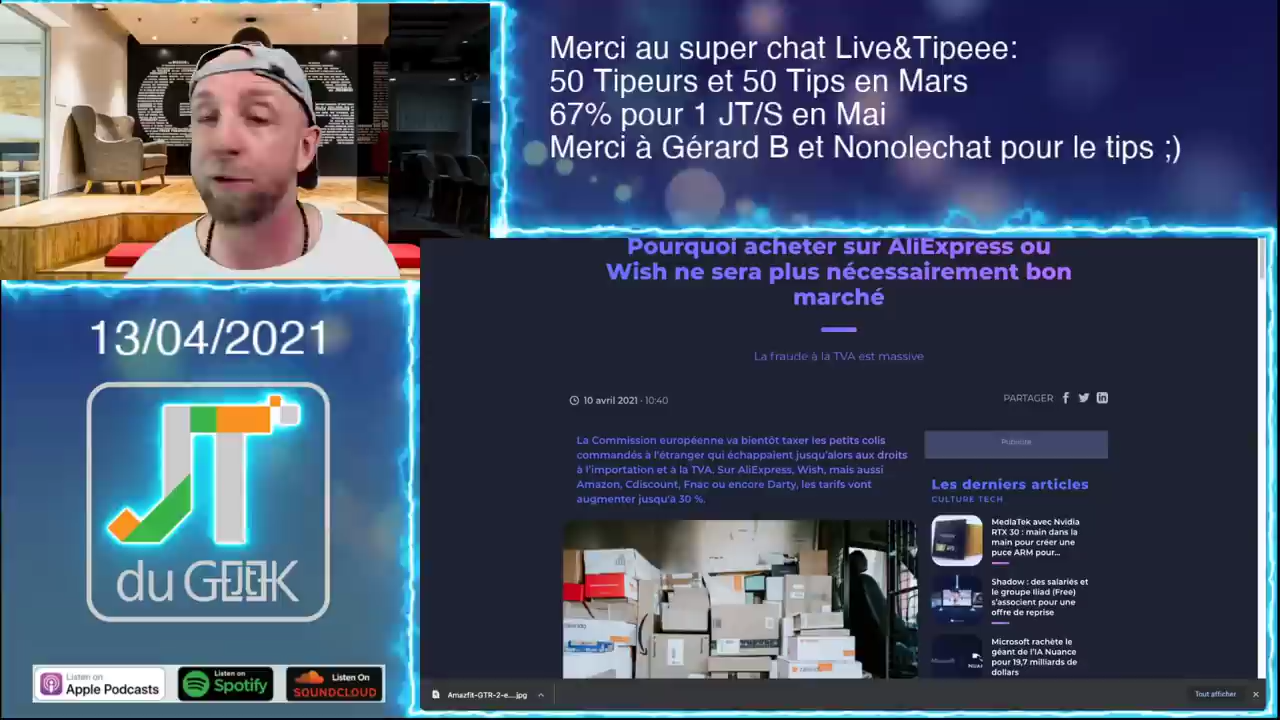 Merci au super chat Live&Tipeee:
50 Tipeurs et 50 Tips en Mars
67% pour 1 JT/S en Mai
Merci à Gérard B et Nonolechat pour le tips ;)
13/04/2021
JT
du GEEK
Listen on
Apple Podcasts
Listen on
Spotify
Listen On
SOUNDCLOUD
Pourquoi acheter sur AliExpress ou
Wish ne sera plus nécessairement bon
marché
La fraude à la TVA est massive
10 avril 2021 · 10:40
PARTAGER
La Commission européenne va bientôt taxer les petits colis
commandés à l'étranger qui échappaient jusqu'alors aux droits
à l'importation et à la TVA. Sur AliExpress, Wish, mais aussi
Amazon, Cdiscount, Fnac ou encore Darty, les tarifs vont
augmenter jusqu'à 30 %.
Publicité
Les derniers articles
CULTURE TECH
MediaTek avec Nvidia
RTX 30 : main dans la
main pour créer une
puce ARM pour...
Shadow : des salariés et
le groupe Iliad (Free)
s'associent pour une
offre de reprise
Microsoft rachète le
géant de l'IA Nuance
pour 19,7 milliards de
dollars
Amazfit-GTR-2-e....jpg
Tout afficher